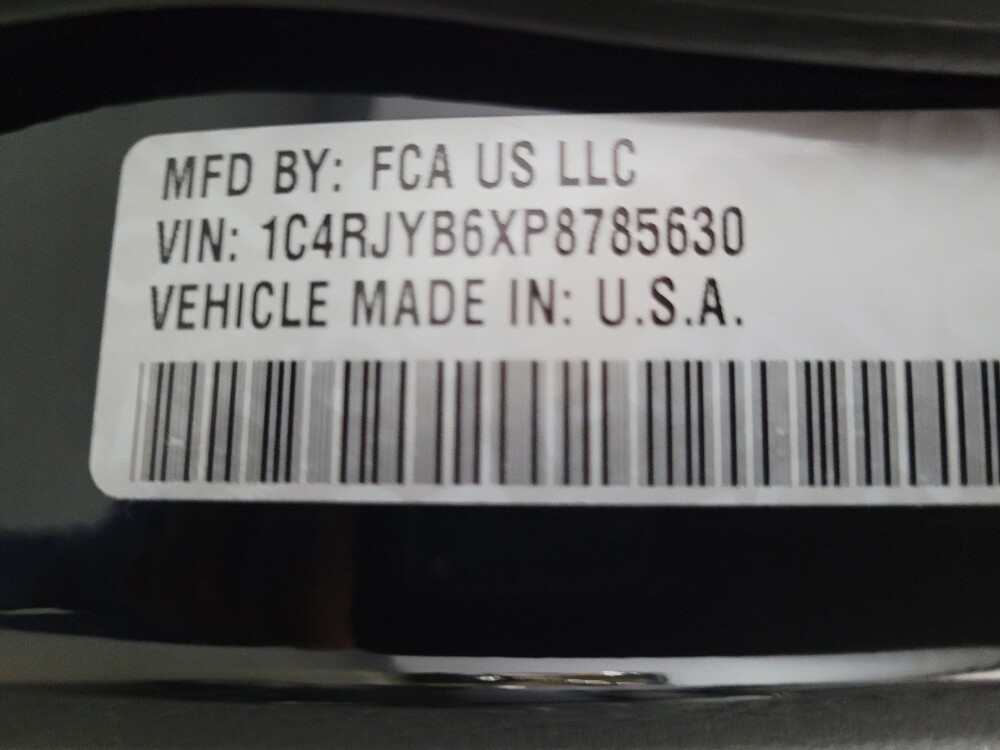 MFD BY: FCA US LLC
VIN: 1C4RJYB6XP8785630
VEHICLE MADE IN: U.S.A.